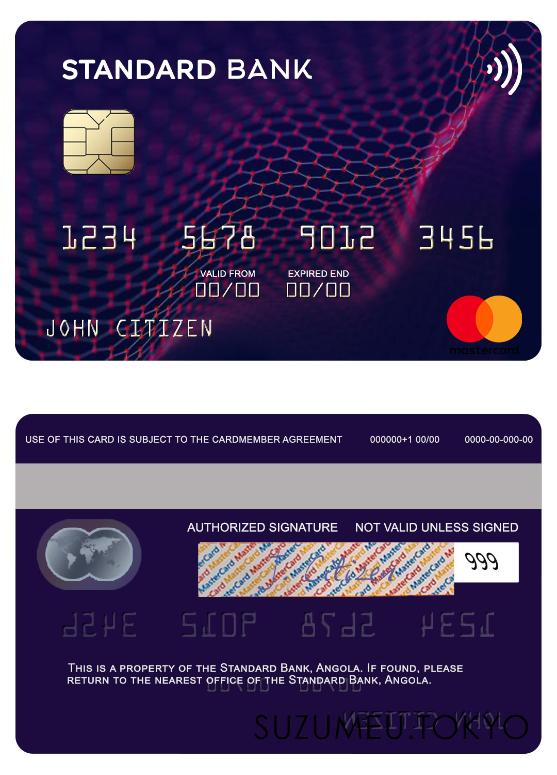 STANDARD BANK
1234 5678 9012 3456
VALID FROM EXPIRED END
00/00 00/00
JOHN CITIZEN
mastercard
USE OF THIS CARD IS SUBJECT TO THE CARDMEMBER AGREEMENT 000000+1 00/00 0000-00-000-00
AUTHORIZED SIGNATURE NOT VALID UNLESS SIGNED
MasterCard MasterCard MasterCard
999
THIS IS A PROPERTY OF THE STANDARD BANK, ANGOLA. IF FOUND, PLEASE
RETURN TO THE NEAREST OFFICE OF THE STANDARD BANK, ANGOLA.
SUZUMEU.TOKYO